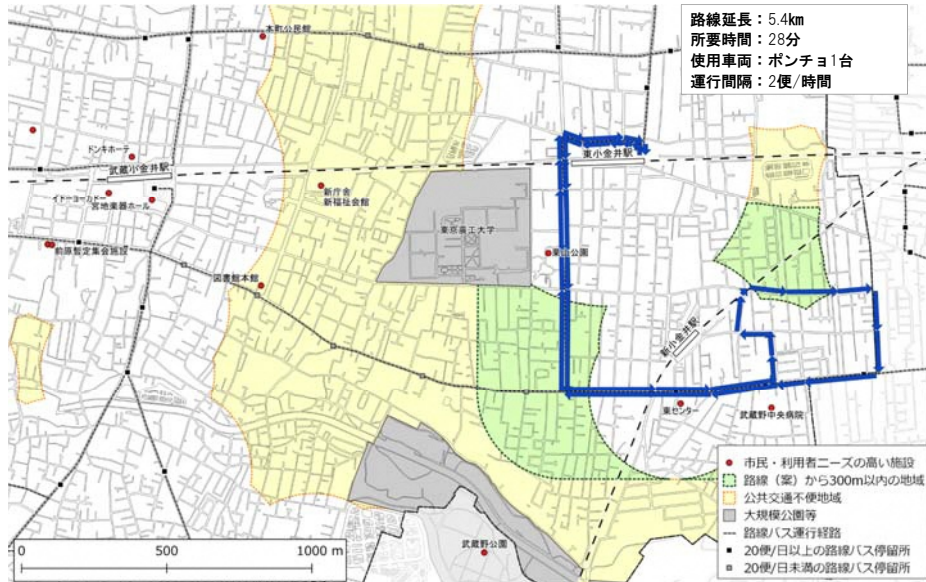 路線延長：5.4km
所要時間：28分
使用車両：ポンチョ1台
運行間隔：2便/時間
本町公民館
ドンキホーテ
武蔵小金井駅
東小金井駅
イトーヨーカドー
宮地楽器ホール
新庁舎
新福祉会館
東京農工大学
前原暫定集会施設
栗山公園
図書館本館
新小金井駅
東センター
武蔵野中央病院
武蔵野公園
0 500 1000 m
市民・利用者ニーズの高い施設
路線（案）から300m以内の地域
公共交通不便地域
大規模公園等
路線バス運行経路
20便/日以上の路線バス停留所
20便/日未満の路線バス停留所